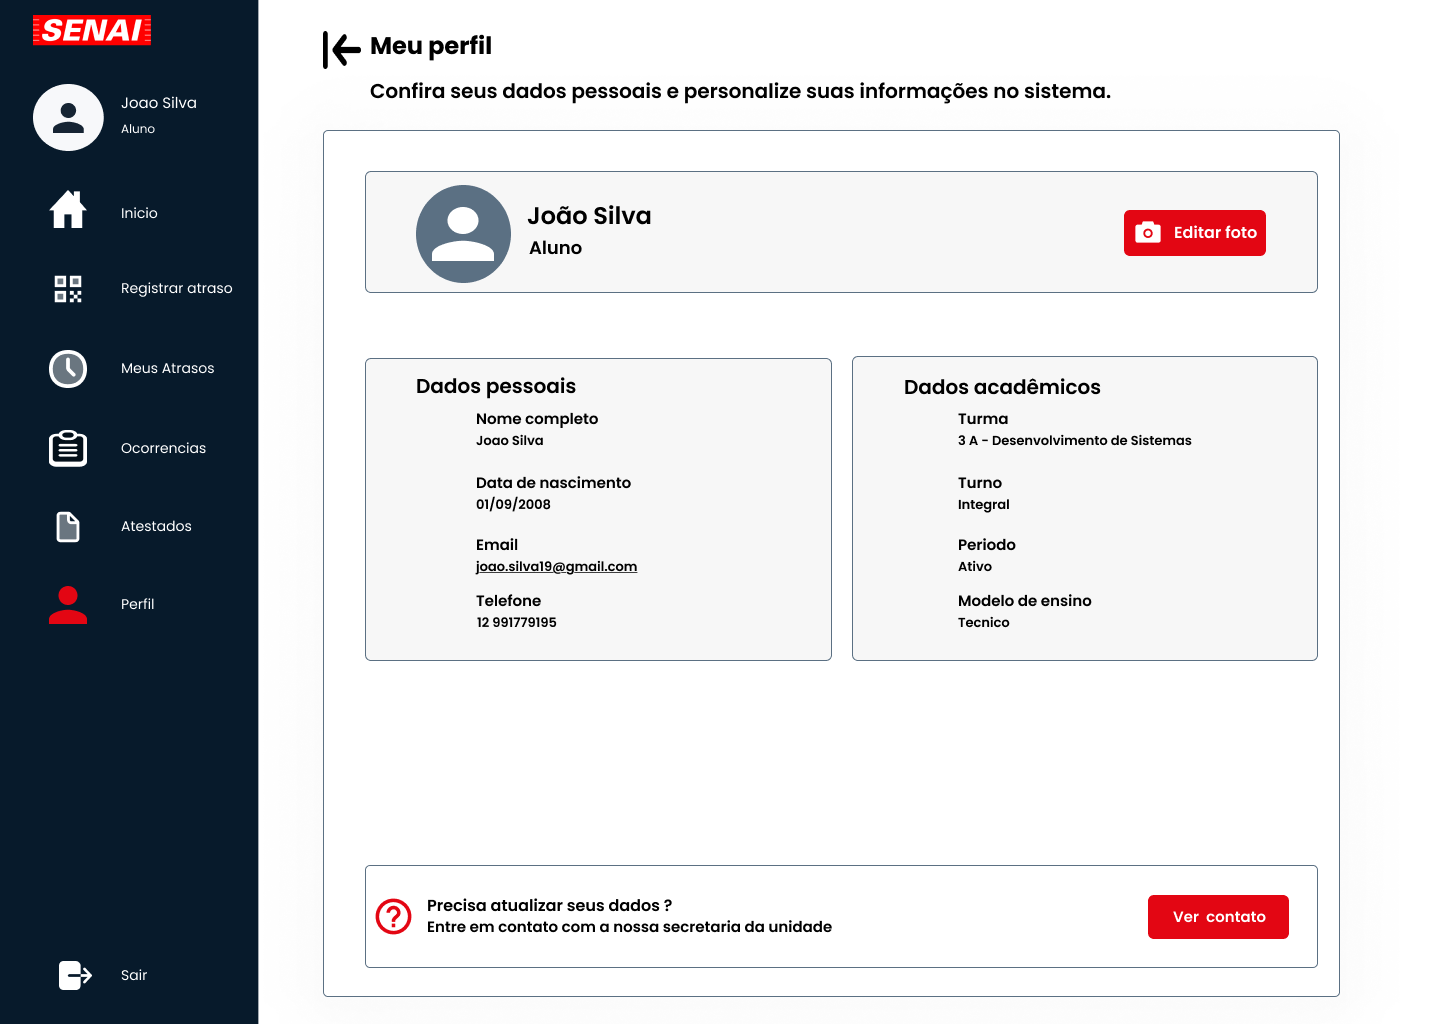 SENAI
Joao Silva
Aluno
Inicio
Registrar atraso
Meus Atrasos
Ocorrencias
Atestados
Perfil
Sair
Meu perfil
Confira seus dados pessoais e personalize suas informações no sistema.
João Silva
Aluno
Editar foto
Dados pessoais
Nome completo
Joao Silva
Data de nascimento
01/09/2008
Email
joao.silva19@gmail.com
Telefone
12 991779195
Dados acadêmicos
Turma
3 A - Desenvolvimento de Sistemas
Turno
Integral
Periodo
Ativo
Modelo de ensino
Tecnico
Precisa atualizar seus dados ?
Entre em contato com a nossa secretaria da unidade
Ver contato